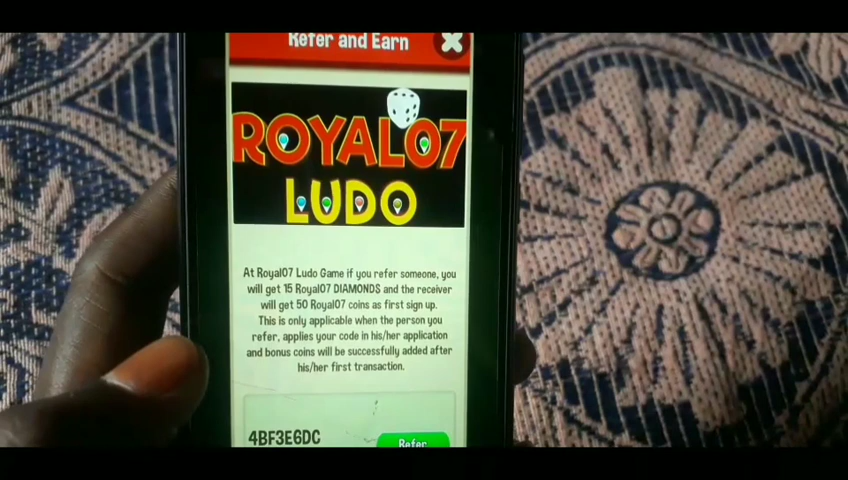 Refer and Earn
ROYAL07
LUDO
At Royal07 Ludo Game if you refer someone, you
will get 15 Royal07 DIAMONDS and the receiver
will get 50 Royal07 coins as first sign up.
This is only applicable when the person you
refer, applies your code in his/her application
and bonus coins will be successfully added after
his/her first transaction.
4BF3E6DC
Refer